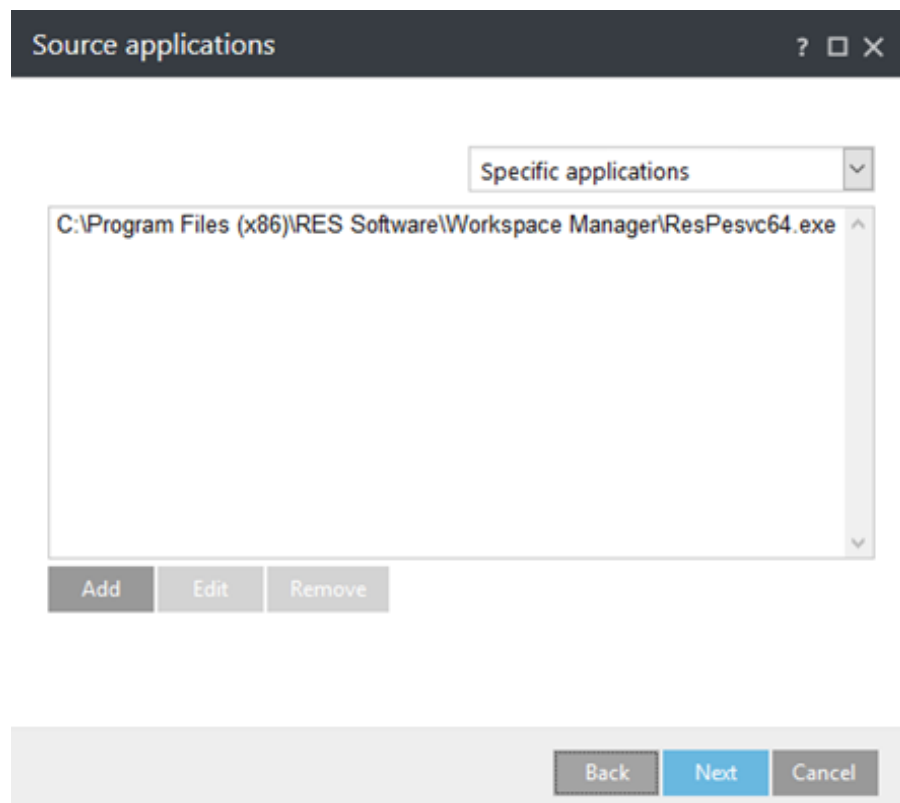 Source applications
?
Specific applications
C:\Program Files (x86)\RES Software\Workspace Manager\ResPesvc64.exe
Add Edit Remove
Back Next Cancel